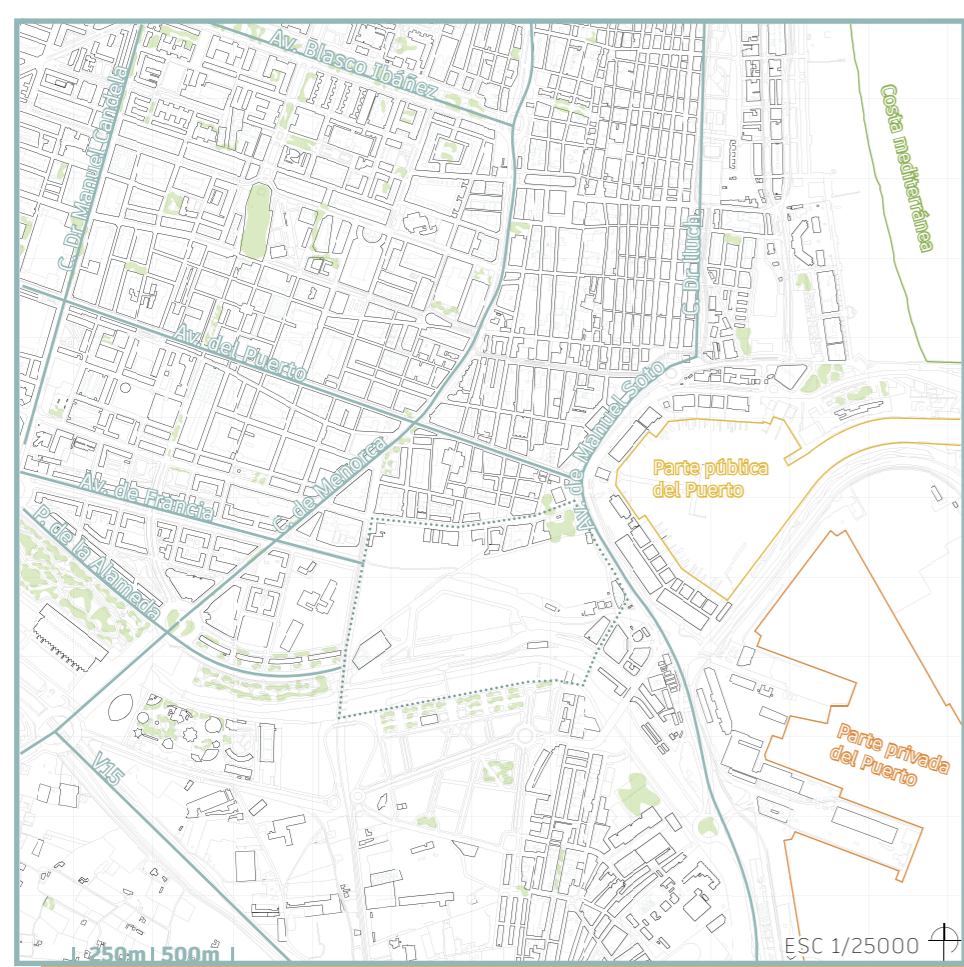 Av. Blasco Ibáñez
C. Dr Manuel Candela
Costa mediterránea
C. Dr Lluch
Av. del Puerto
Av. de Manuel Soto
C. de Menorca
Parte pública
del Puerto
Av. de Francia
P. de la Alameda
Parte privada
del Puerto
V-15
250m 500m
ESC 1/25000